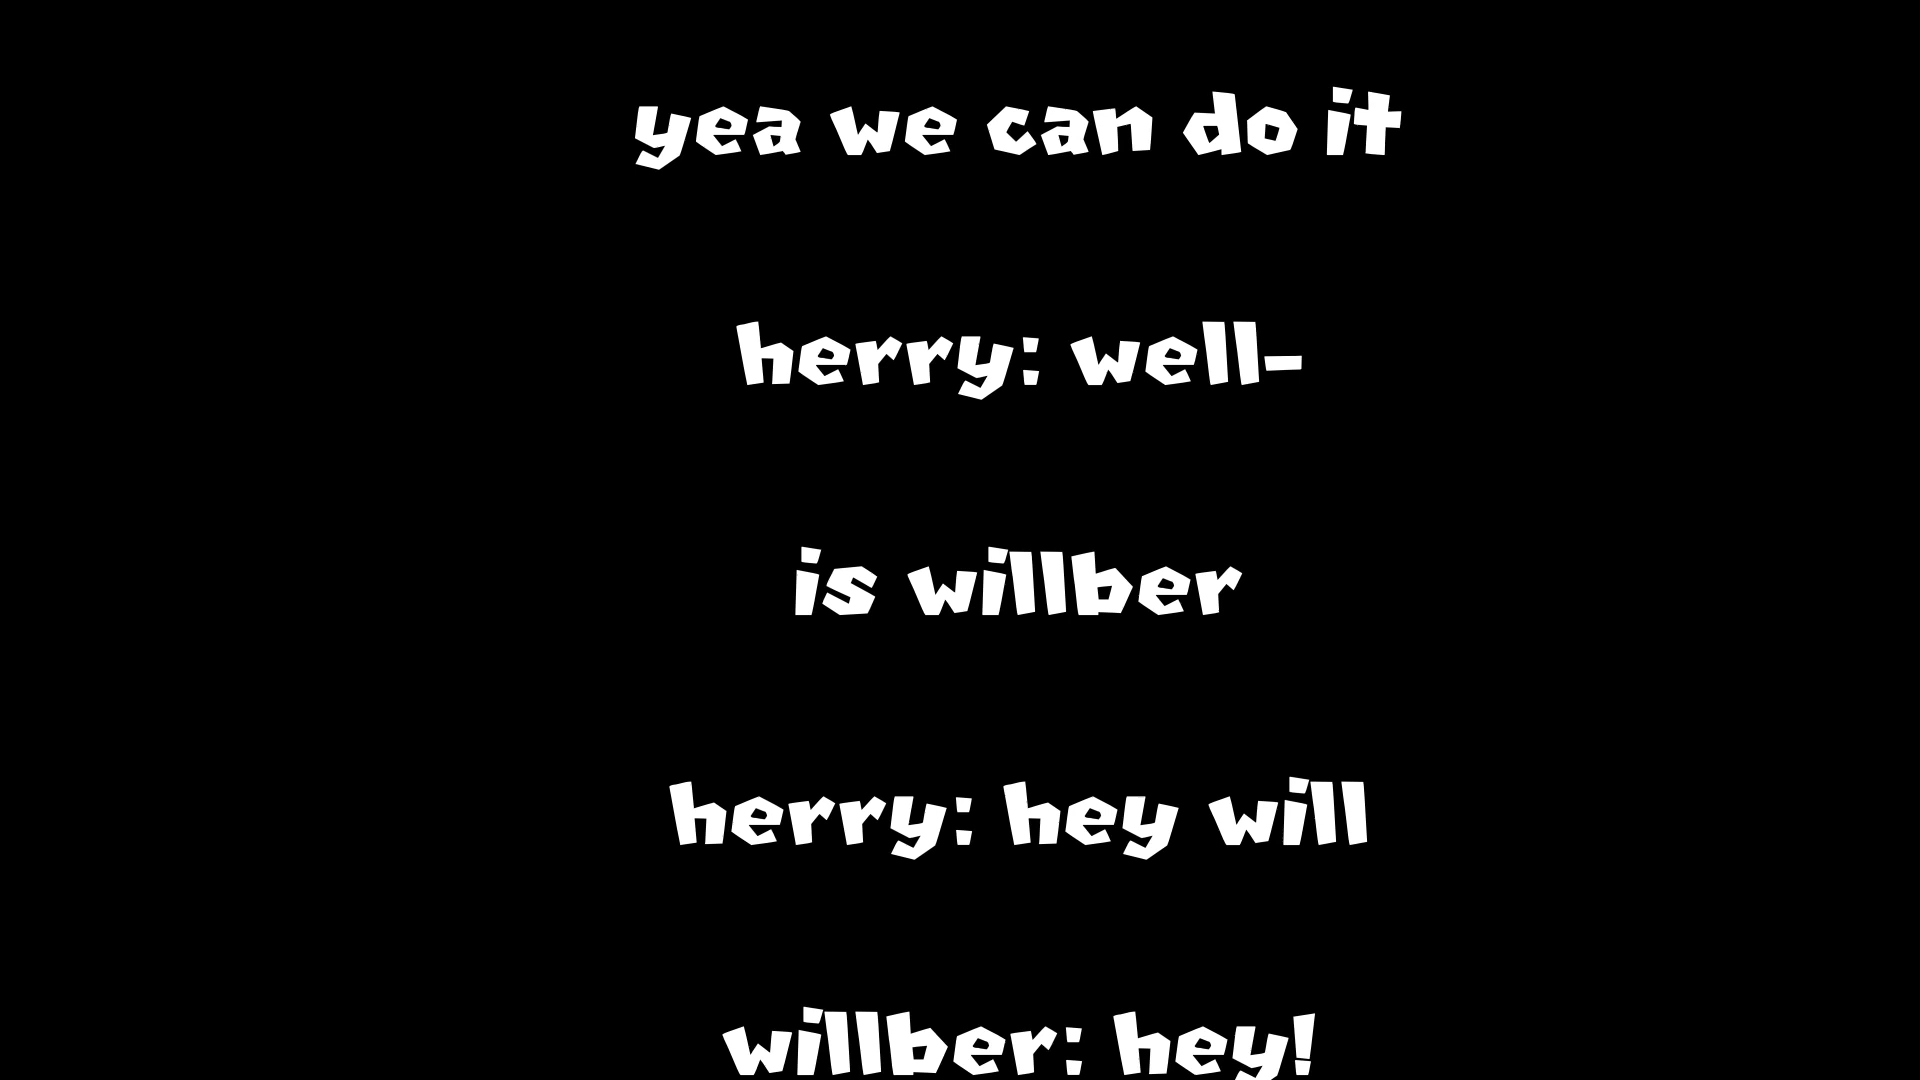 yea we can do it
herry: well-
is willber
herry: hey will
willber: hey!